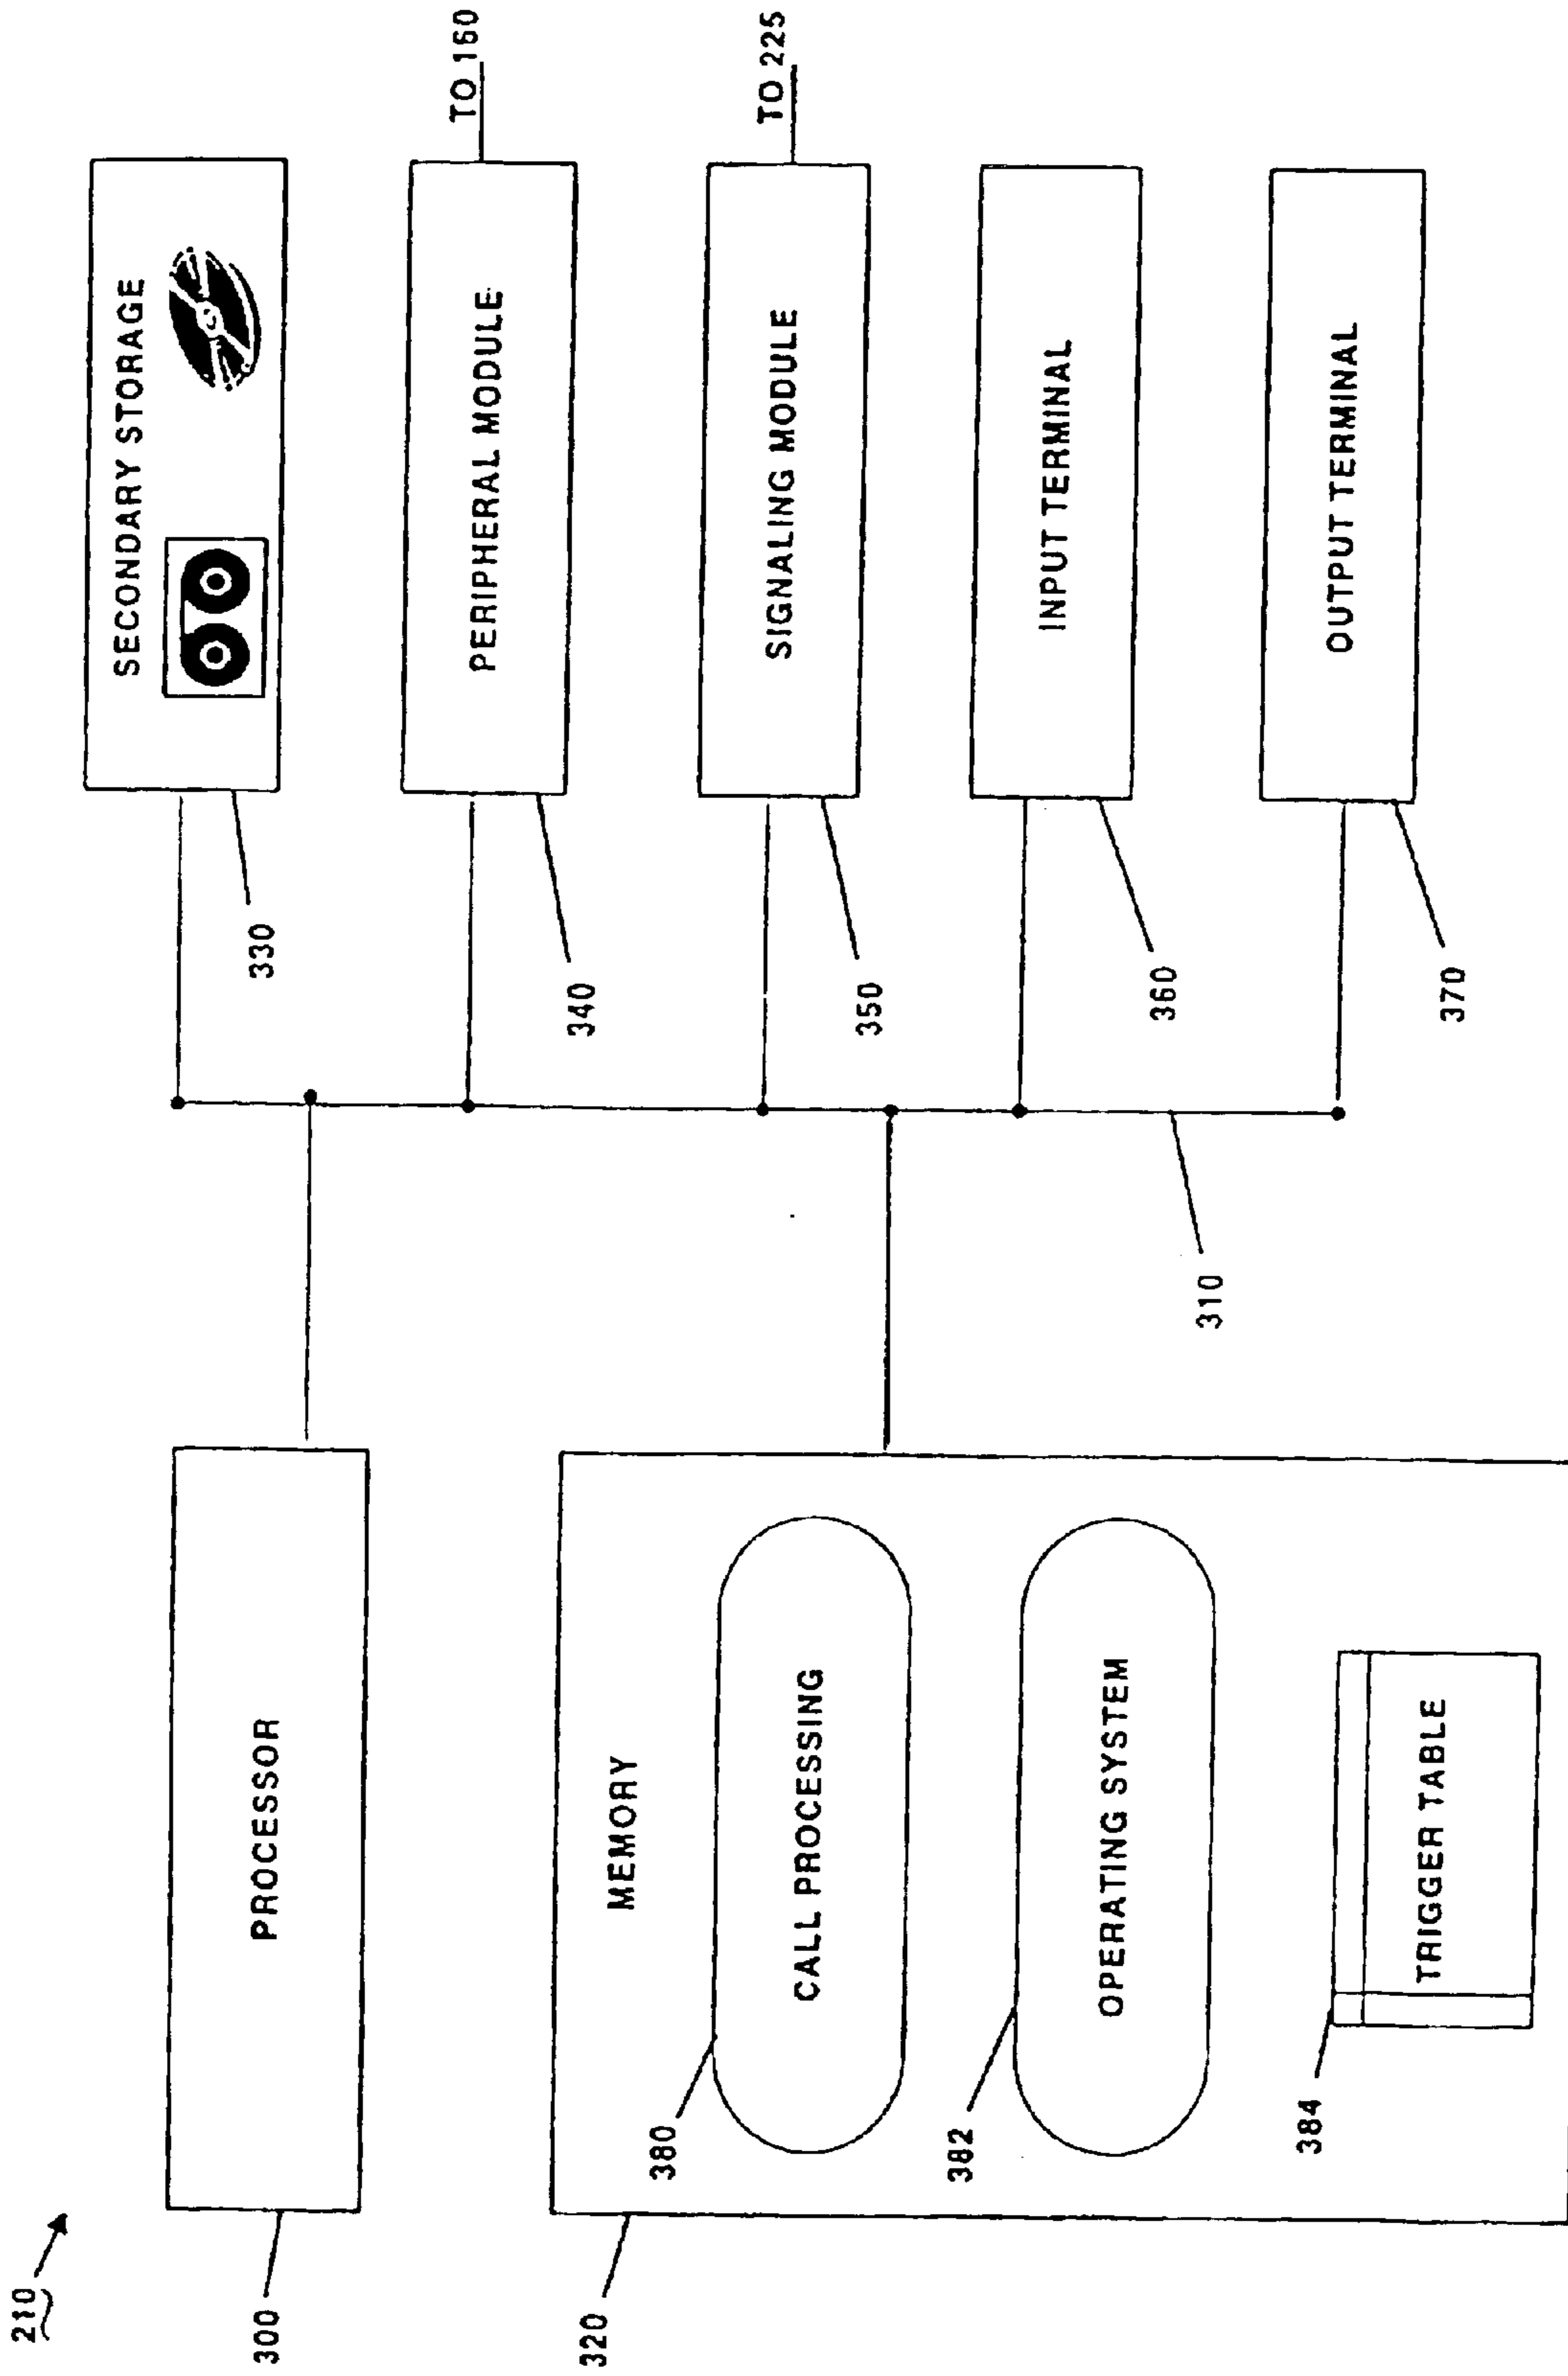 210
300
PROCESSOR
320
MEMORY
380
CALL PROCESSING
382
OPERATING SYSTEM
384
TRIGGER TABLE
310
SECONDARY STORAGE
330
PERIPHERAL MODULE
340
TO 160
SIGNALING MODULE
350
TO 225
INPUT TERMINAL
360
OUTPUT TERMINAL
370